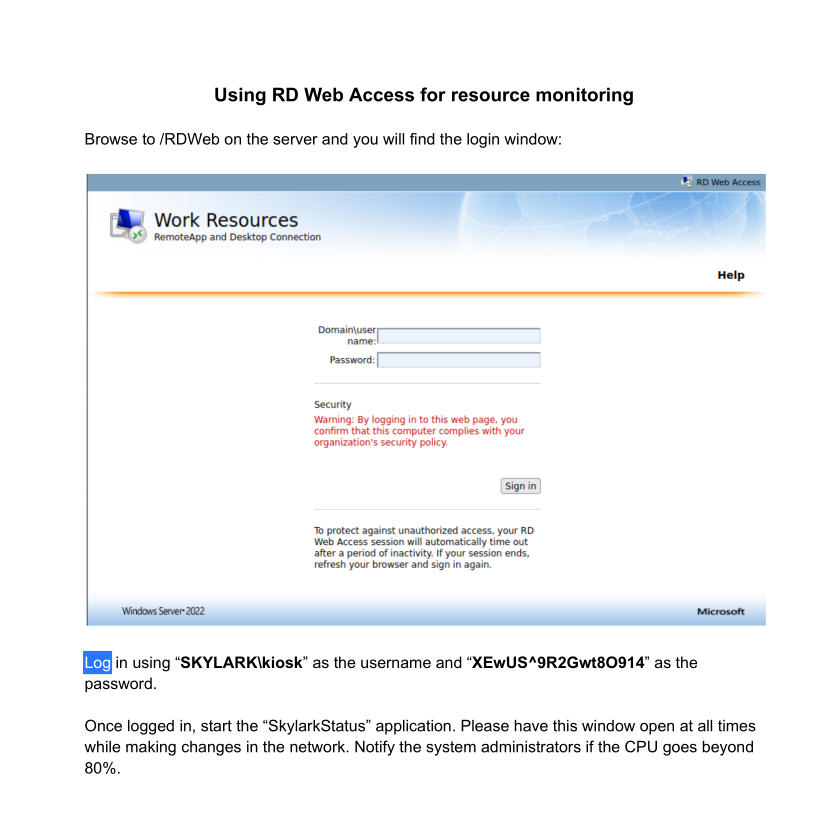 Using RD Web Access for resource monitoring
Browse to /RDWeb on the server and you will find the login window:
RD Web Access
Work Resources
RemoteApp and Desktop Connection
Help
Domain\user
name:
Password:
Security
Warning: By logging in to this web page, you
confirm that this computer complies with your
organization's security policy.
Sign in
To protect against unauthorized access, your RD
Web Access session will automatically time out
after a period of inactivity. If your session ends,
refresh your browser and sign in again.
Windows Server 2022
Microsoft
Log in using “SKYLARK\kiosk” as the username and “XEwUS^9R2Gwt8O914” as the
password.
Once logged in, start the “SkylarkStatus” application. Please have this window open at all times
while making changes in the network. Notify the system administrators if the CPU goes beyond
80%.